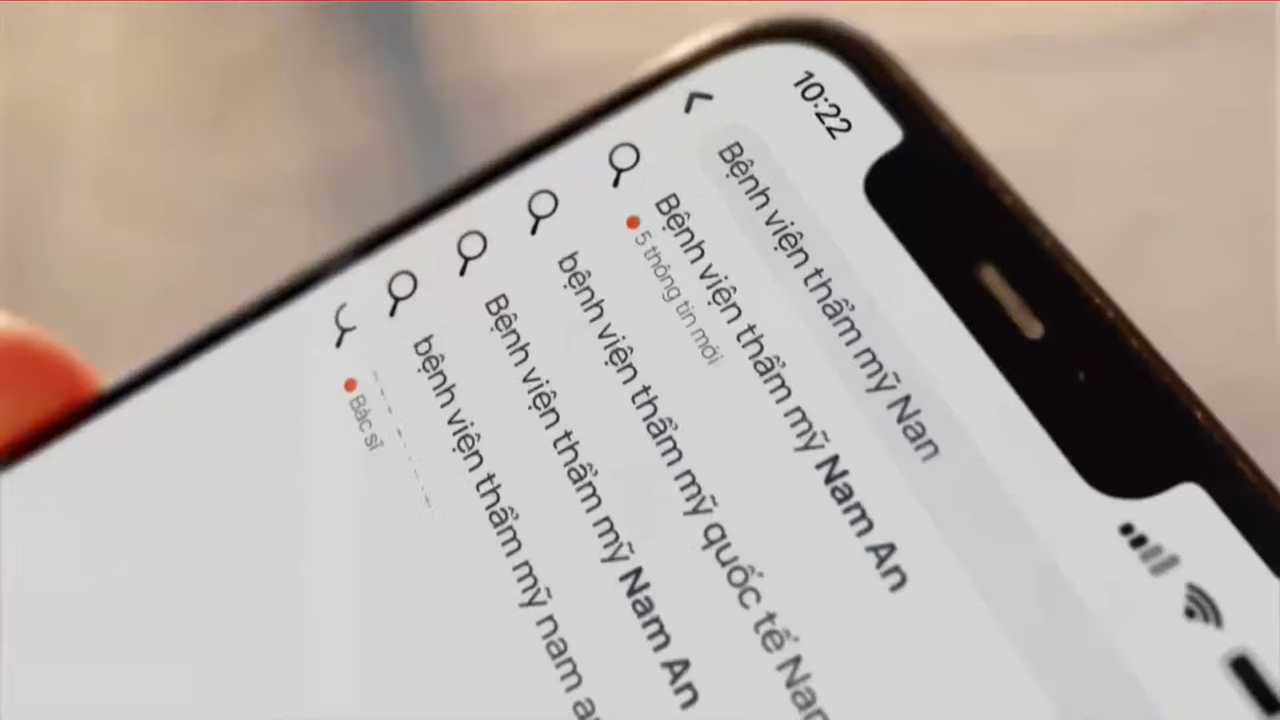 10:22
Bệnh viện thẩm mỹ Nan
Bệnh viện thẩm mỹ Nam An
5 thông tin mới
bệnh viện thẩm mỹ quốc tế Nam
Bệnh viện thẩm mỹ Nam An
bệnh viện thẩm mỹ nam an
Bác sĩ